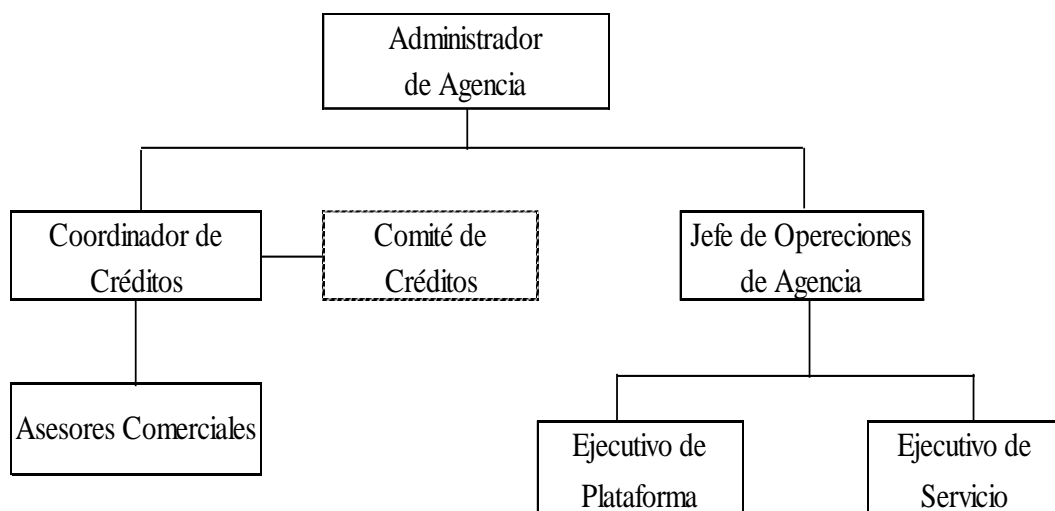 Administrador
de Agencia
Coordinador de
Créditos
Comité de
Créditos
Jefe de Opereciones
de Agencia
Asesores Comerciales
Ejecutivo de
Plataforma
Ejecutivo de
Servicio